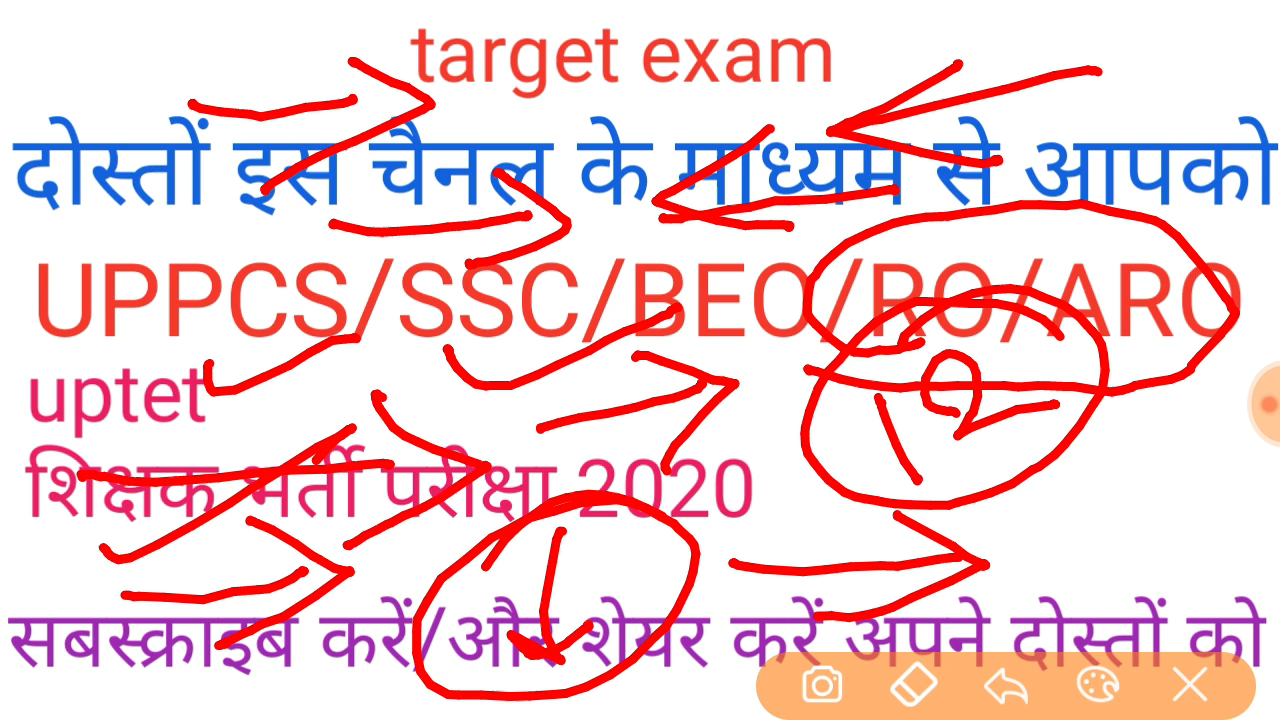 target exam
दोस्तों इस चैनल के माध्यम से आपको
UPPCS/SSC/BEO/RO/ARO
uptet
शिक्षक भर्ती परीक्षा 2020
सबस्क्राइब करें/और शेयर करें अपने दोस्तों को